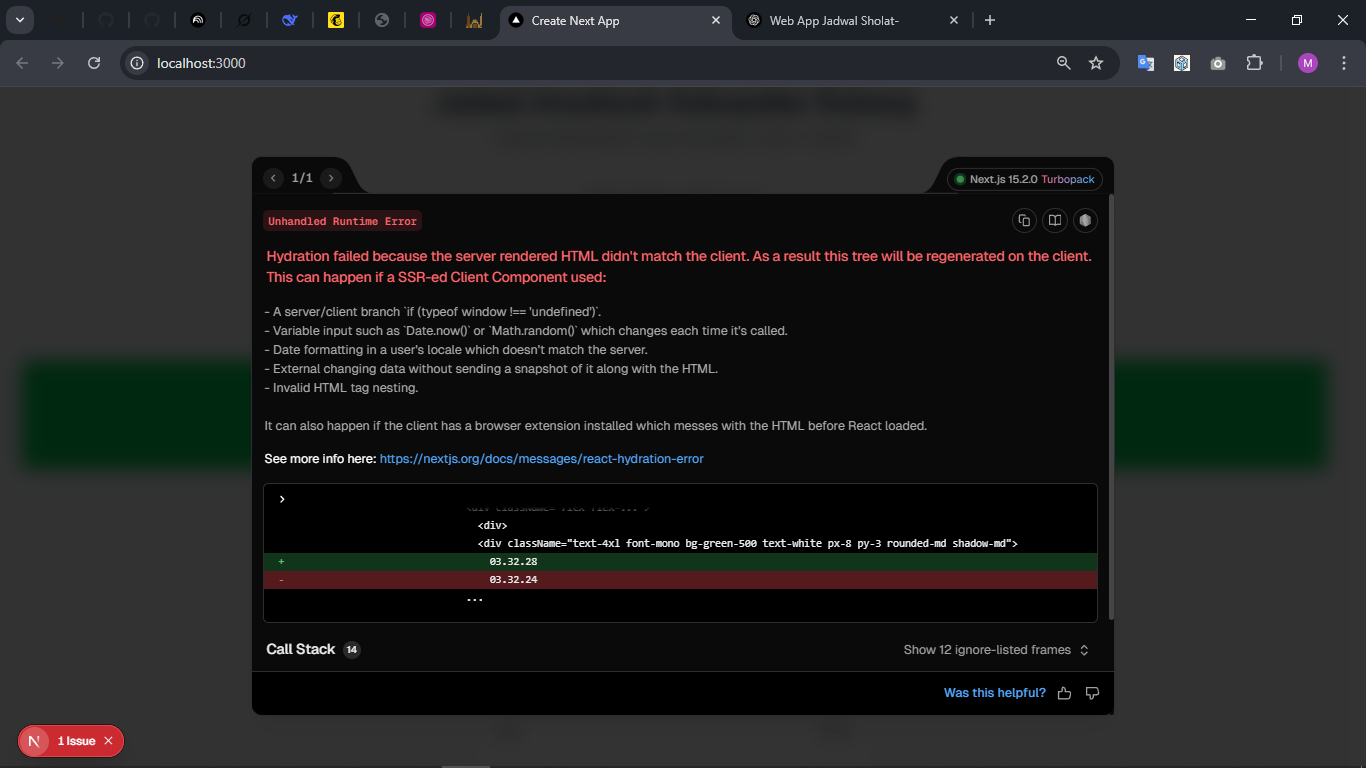 Create Next App
Web App Jadwal Sholat-
localhost:3000
M
1/1
Next.js 15.2.0 Turbopack
Unhandled Runtime Error
Hydration failed because the server rendered HTML didn't match the client. As a result this tree will be regenerated on the client.
This can happen if a SSR-ed Client Component used:
- A server/client branch `if (typeof window !== 'undefined')`.
- Variable input such as `Date.now()` or `Math.random()` which changes each time it's called.
- Date formatting in a user's locale which doesn't match the server.
- External changing data without sending a snapshot of it along with the HTML.
- Invalid HTML tag nesting.
It can also happen if the client has a browser extension installed which messes with the HTML before React loaded.
See more info here: https://nextjs.org/docs/messages/react-hydration-error
<div>
<div className="text-4xl font-mono bg-green-500 text-white px-8 py-3 rounded-md shadow-md">
+ 03.32.28
- 03.32.24
...
Call Stack 14
Show 12 ignore-listed frames
Was this helpful?
N 1 Issue